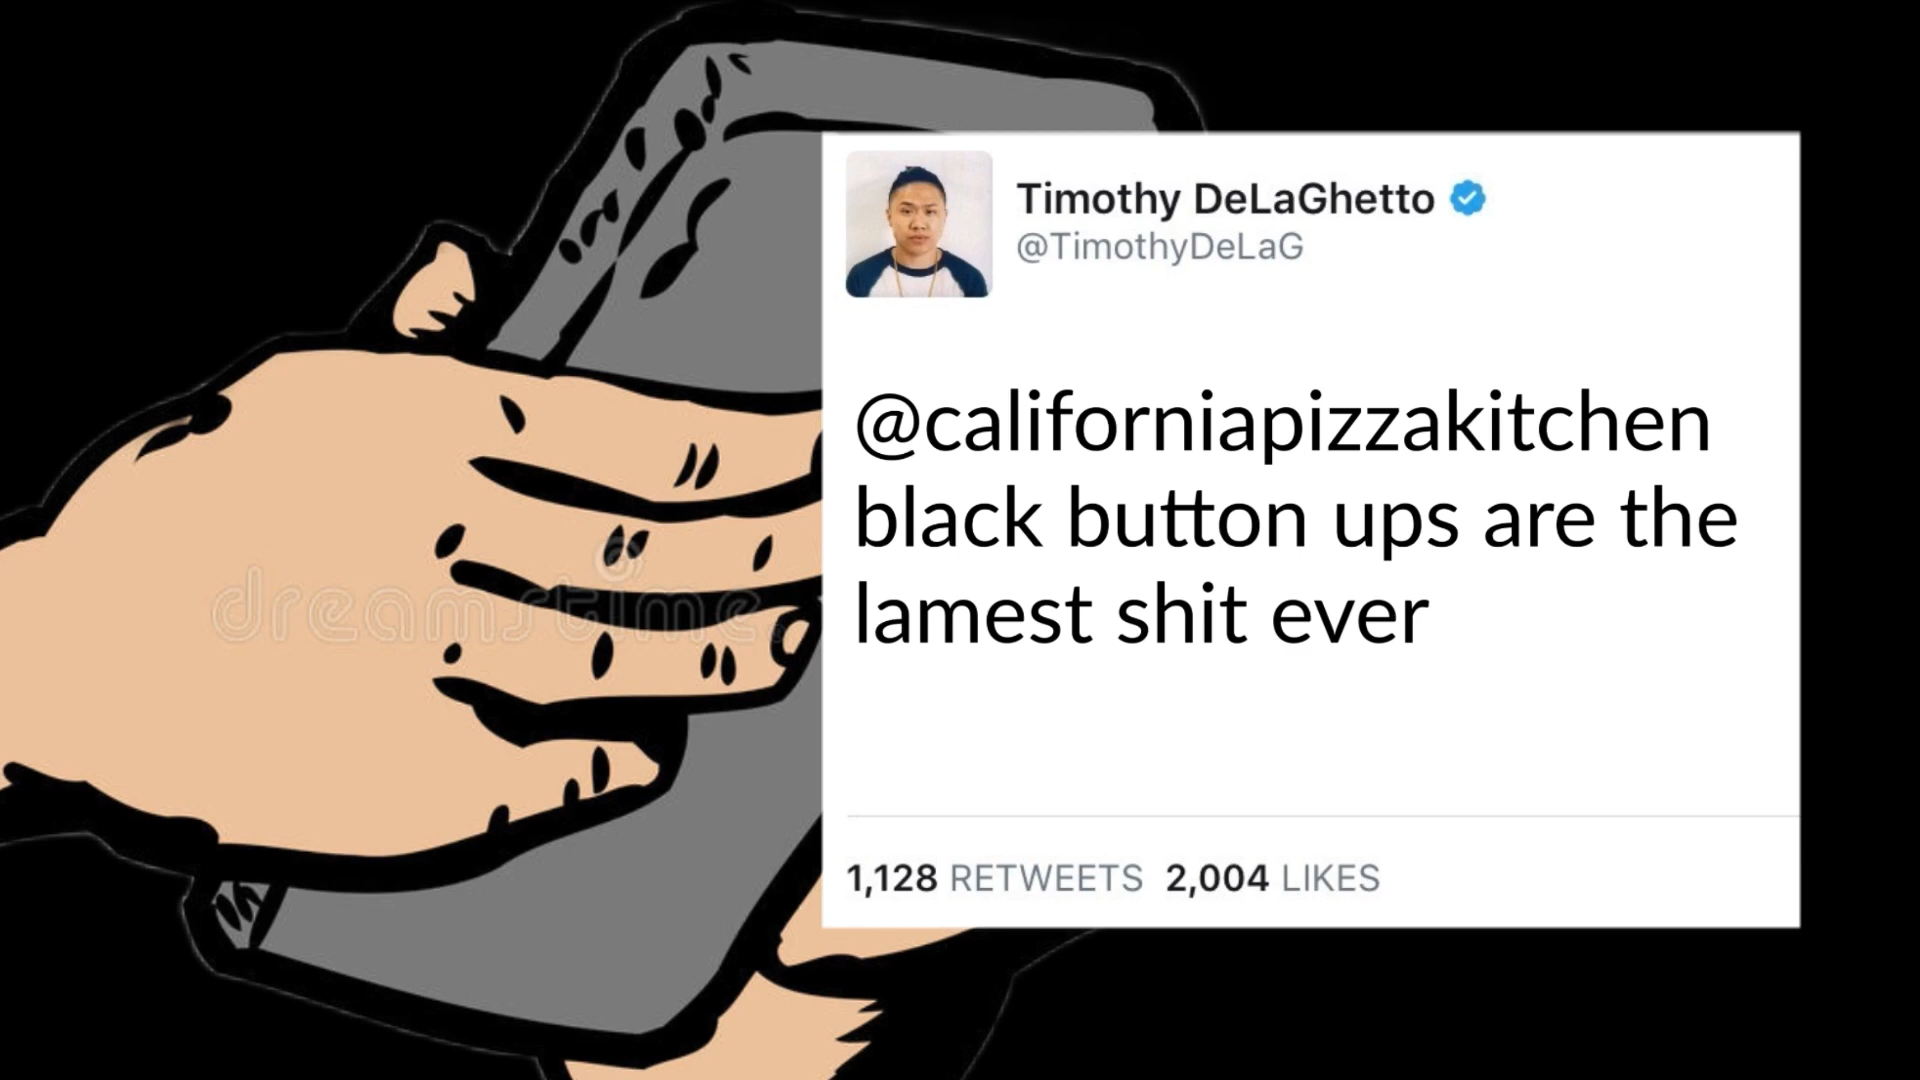 Timothy DeLaGhetto
@TimothyDeLaG
@californiapizzakitchen
black button ups are the
lamest shit ever
1,128 RETWEETS 2,004 LIKES
dreamstime